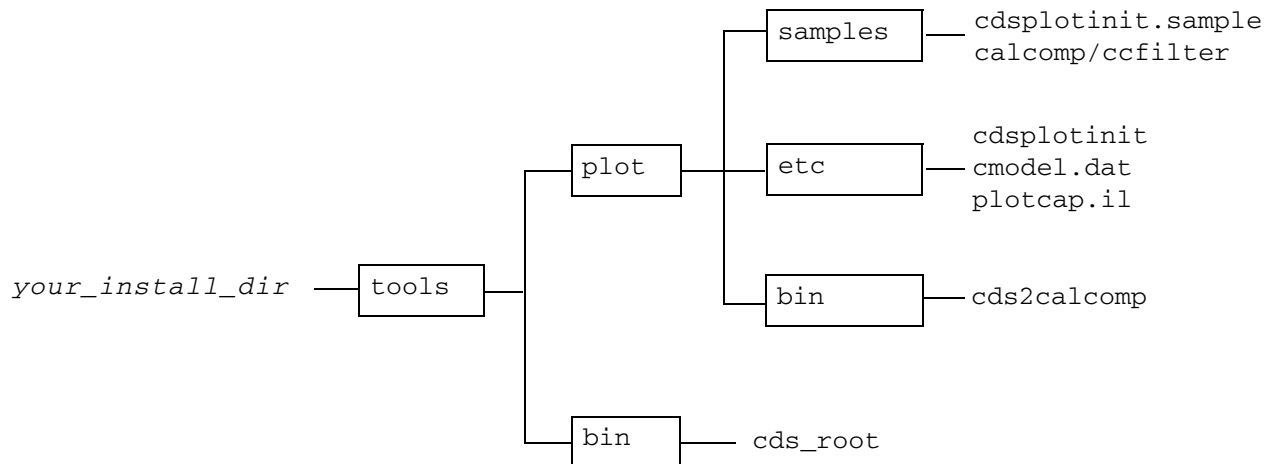 samples
cdsplotinit.sample
calcomp/ccfilter
plot
etc
cdsplotinit
cmodel.dat
plotcap.il
your_install_dir
tools
bin
cds2calcomp
bin
cds_root